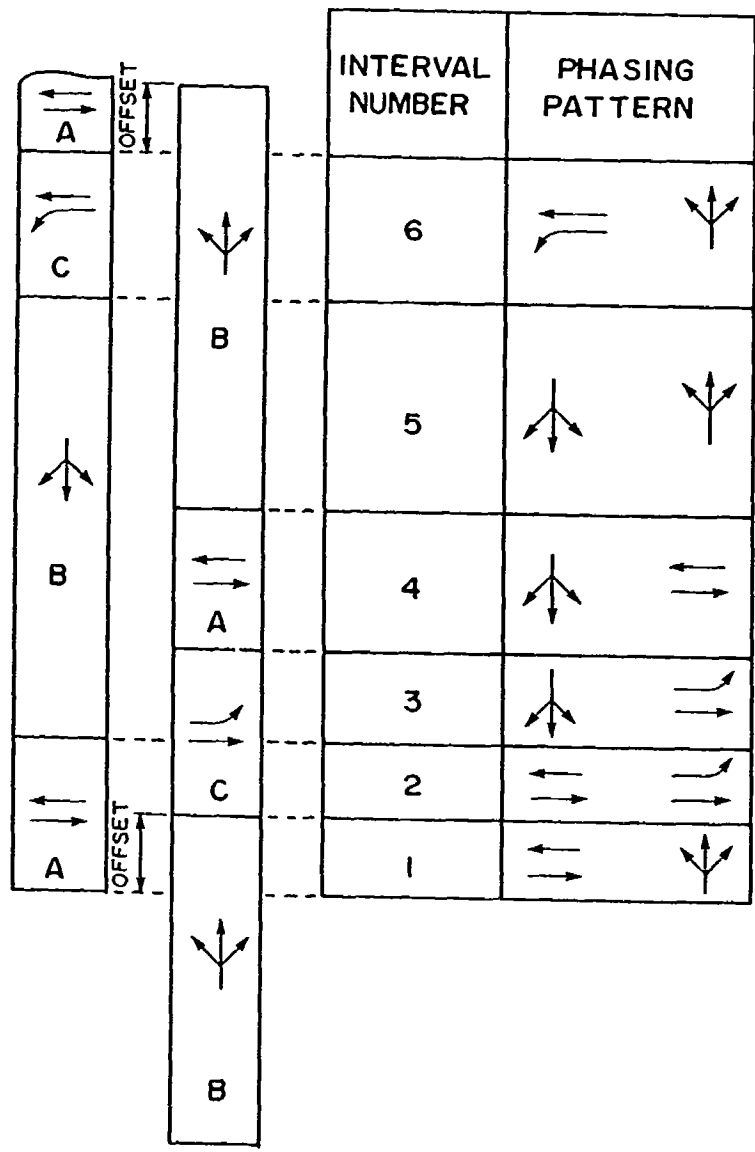 INTERVAL
NUMBER
PHASING
PATTERN
A
OFFSET
C
B
6
5
B
A
4
3
C
2
A
OFFSET
1
B